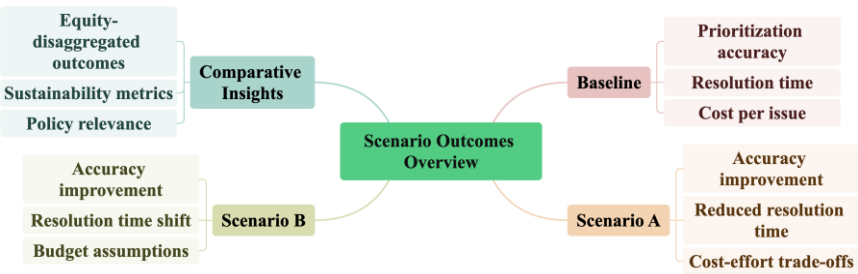 Scenario Outcomes
Overview
Baseline
Prioritization
accuracy
Resolution time
Cost per issue
Scenario A
Accuracy
improvement
Reduced resolution
time
Cost-effort trade-offs
Comparative
Insights
Equity-
disaggregated
outcomes
Sustainability metrics
Policy relevance
Scenario B
Accuracy
improvement
Resolution time shift
Budget assumptions